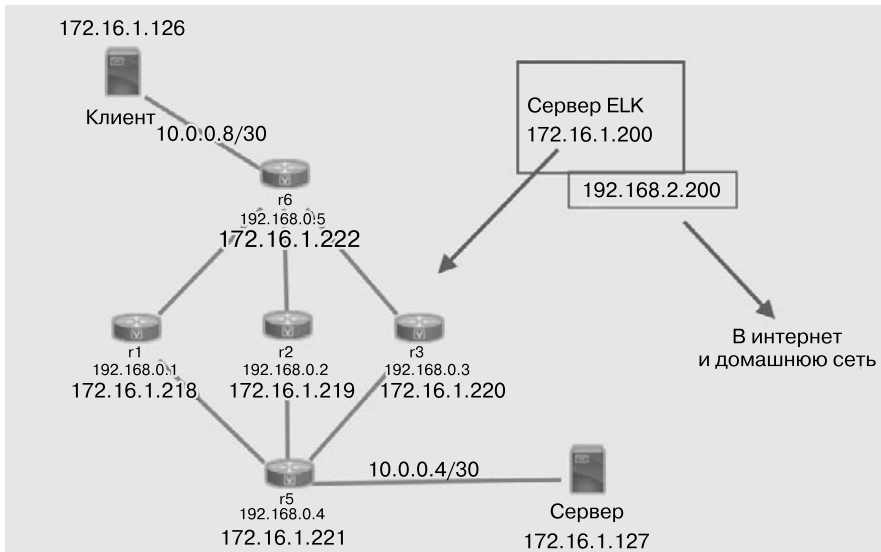 172.16.1.126
Клиент
10.0.0.8/30
Сервер ELK
172.16.1.200
192.168.2.200
r6
192.168.0.5
172.16.1.222
В интернет
и домашнюю сеть
r1
192.168.0.1
172.16.1.218
r2
192.168.0.2
172.16.1.219
r3
192.168.0.3
172.16.1.220
10.0.0.4/30
r5
192.168.0.4
172.16.1.221
Сервер
172.16.1.127